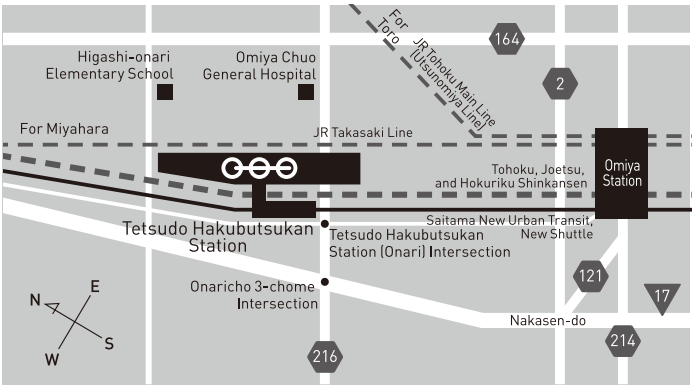 For
Toro
JR Tohoku Main Line
(Utsunomiya Line)
164
2
Higashi-onari
Elementary School
Omiya Chuo
General Hospital
For Miyahara
JR Takasaki Line
Omiya
Station
Tohoku, Joetsu,
and Hokuriku Shinkansen
Tetsudo Hakubutsukan
Station
Saitama New Urban Transit,
New Shuttle
Tetsudo Hakubutsukan
Station (Onari) Intersection
Onaricho 3-chome
Intersection
121
17
N
E
W
S
Nakasen-do
216
214